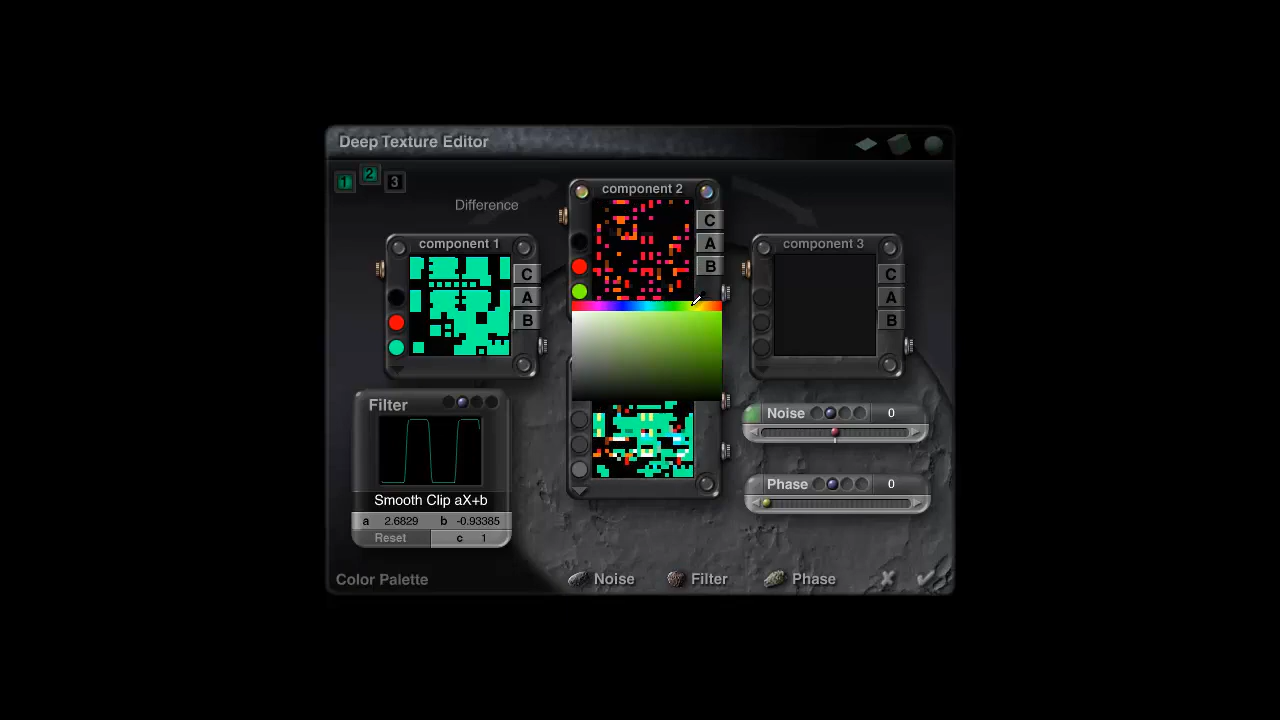 Deep Texture Editor
1 2 3
Difference
component 1
C
A
B
component 2
C
A
B
component 3
C
A
B
Filter
Smooth Clip aX+b
a 2.6829 b -0.93385
Reset c 1
Noise 0
Phase 0
Color Palette
Noise Filter Phase